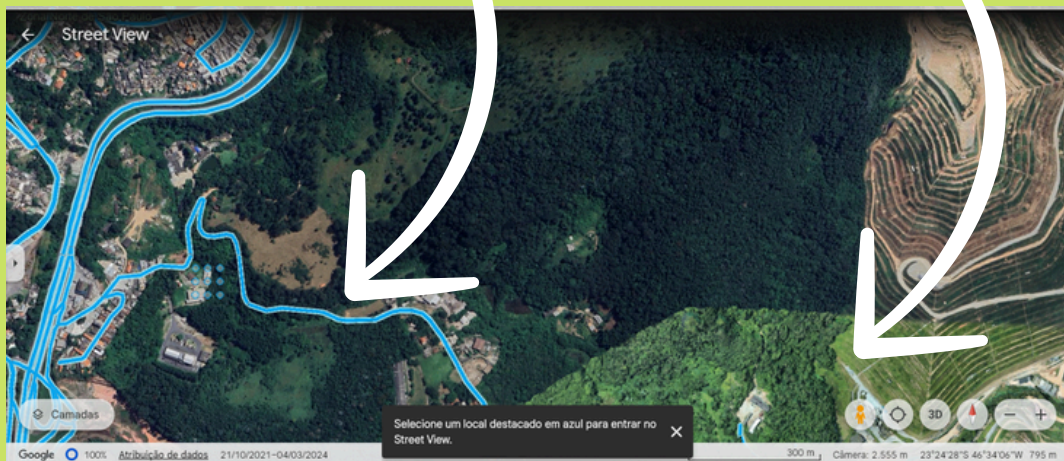 Street View
Selecione um local destacado em azul para entrar no
Street View.
Camadas
3D
Google 100% Atribuição de dados 21/10/2021–04/03/2024 300 m Câmera: 2.555 m 23°24'28"S 46°34'06"W 795 m